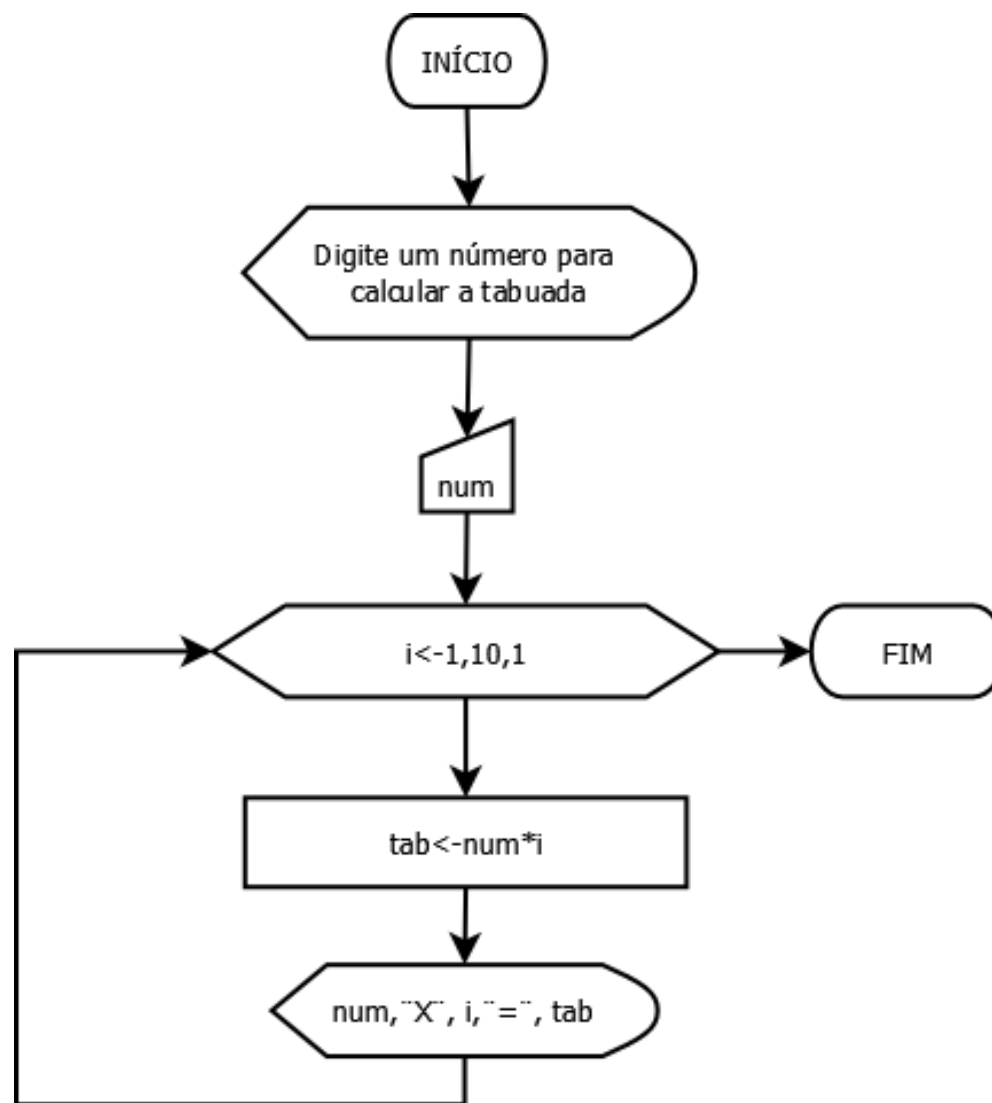 INÍCIO
Digite um número para
calcular a tabuada
num
i<-1,10,1
FIM
tab<-num*i
num,¨X¨, i,¨=¨, tab